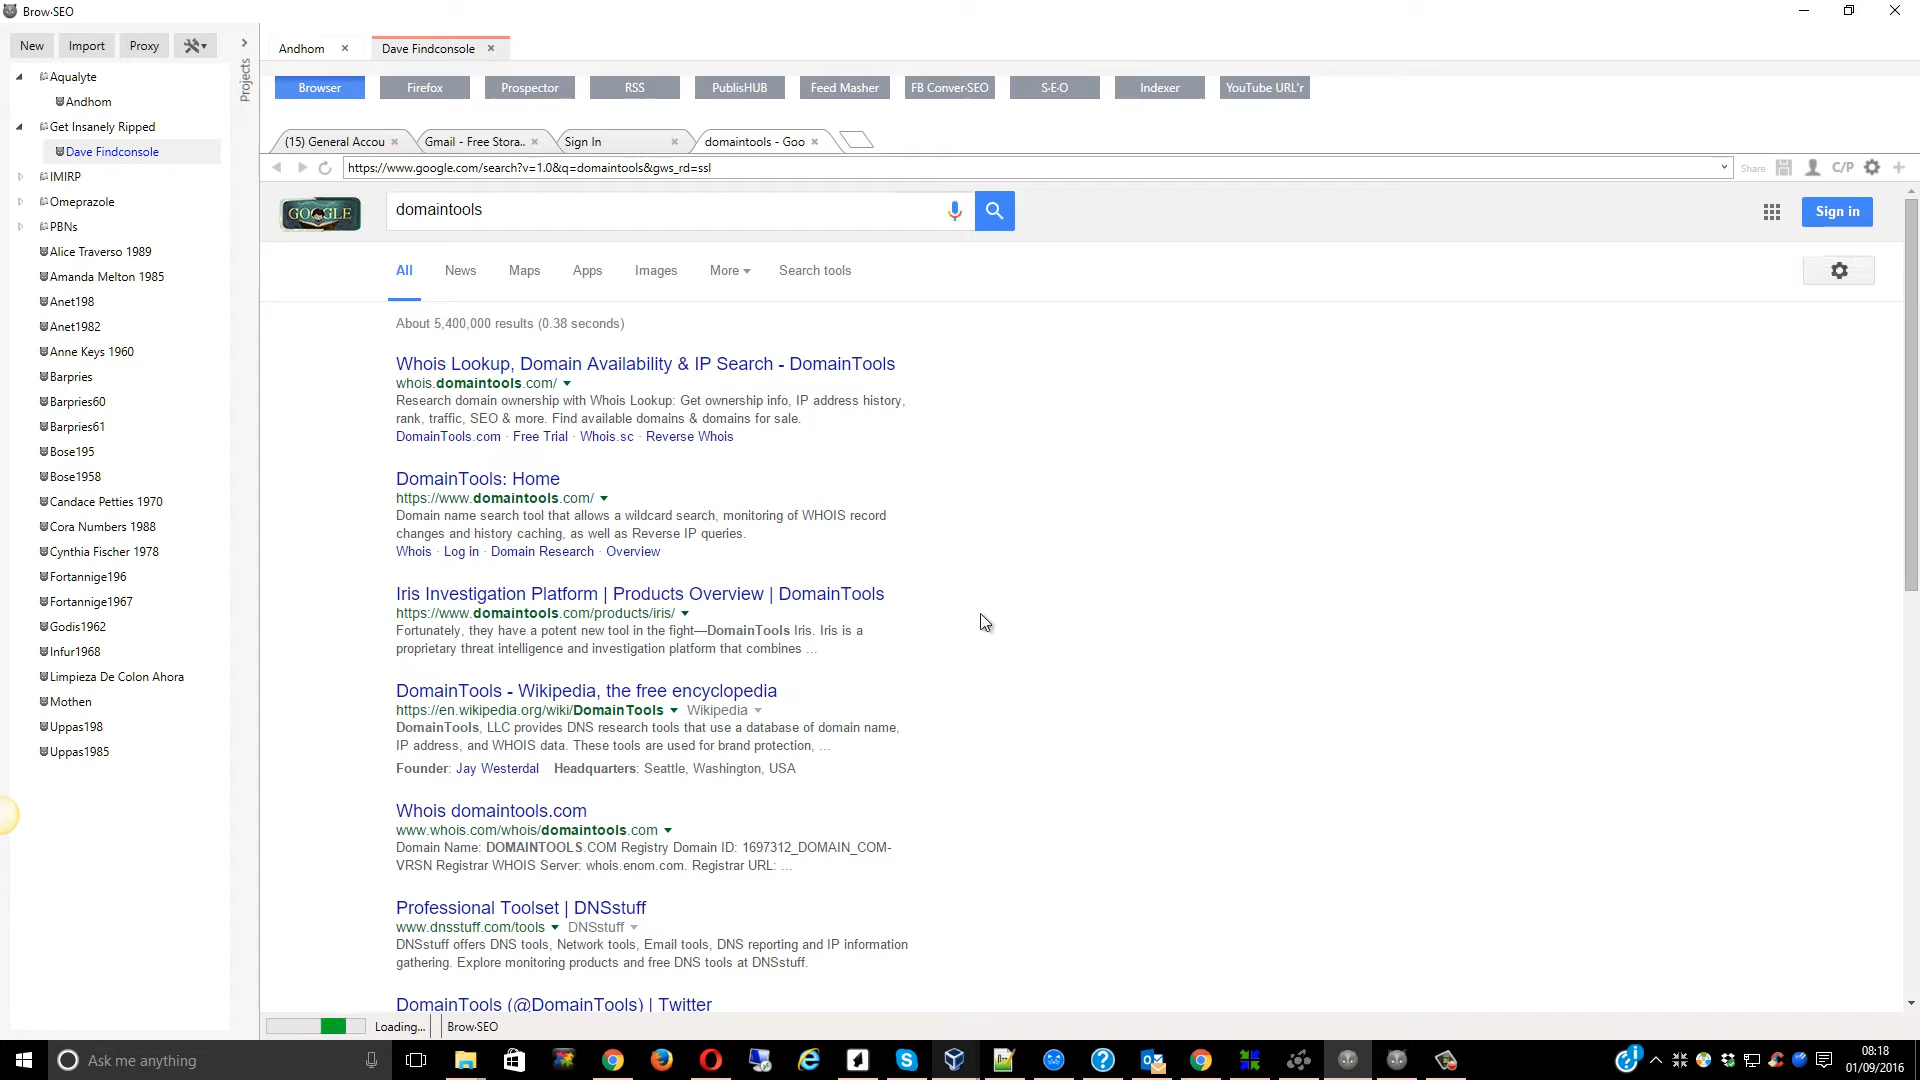 Brow·SEO
New
Import
Proxy
Projects
Aqualyte
Andhom
Get Insanely Ripped
Dave Findconsole
IMIRP
Omeprazole
PBNs
Alice Traverso 1989
Amanda Melton 1985
Anet198
Anet1982
Anne Keys 1960
Barpries
Barpries60
Barpries61
Bose195
Bose1958
Candace Petties 1970
Cora Numbers 1988
Cynthia Fischer 1978
Fortannige196
Fortannige1967
Godis1962
Infur1968
Limpieza De Colon Ahora
Mothen
Uppas198
Uppas1985
Andhom
Dave Findconsole
Browser
Firefox
Prospector
RSS
PublisHUB
Feed Masher
FB Conver·SEO
S·E·O
Indexer
YouTube URL'r
(15) General Accou
Gmail - Free Stora..
Sign In
domaintools - Goo
https://www.google.com/search?v=1.0&q=domaintools&gws_rd=ssl
Share
C/P
GOOGLE
domaintools
Sign in
All
News
Maps
Apps
Images
More
Search tools
About 5,400,000 results (0.38 seconds)
Whois Lookup, Domain Availability & IP Search - DomainTools
whois.domaintools.com/
Research domain ownership with Whois Lookup: Get ownership info, IP address history,
rank, traffic, SEO & more. Find available domains & domains for sale.
DomainTools.com · Free Trial · Whois.sc · Reverse Whois
DomainTools: Home
https://www.domaintools.com/
Domain name search tool that allows a wildcard search, monitoring of WHOIS record
changes and history caching, as well as Reverse IP queries.
Whois · Log in · Domain Research · Overview
Iris Investigation Platform | Products Overview | DomainTools
https://www.domaintools.com/products/iris/
Fortunately, they have a potent new tool in the fight—DomainTools Iris. Iris is a
proprietary threat intelligence and investigation platform that combines ...
DomainTools - Wikipedia, the free encyclopedia
https://en.wikipedia.org/wiki/DomainTools Wikipedia
DomainTools, LLC provides DNS research tools that use a database of domain name,
IP address, and WHOIS data. These tools are used for brand protection, ...
Founder: Jay Westerdal Headquarters: Seattle, Washington, USA
Whois domaintools.com
www.whois.com/whois/domaintools.com
Domain Name: DOMAINTOOLS.COM Registry Domain ID: 1697312_DOMAIN_COM-
VRSN Registrar WHOIS Server: whois.enom.com. Registrar URL: ...
Professional Toolset | DNSstuff
www.dnsstuff.com/tools DNSstuff
DNSstuff offers DNS tools, Network tools, Email tools, DNS reporting and IP information
gathering. Explore monitoring products and free DNS tools at DNSstuff.
DomainTools (@DomainTools) | Twitter
Loading...
Brow·SEO
Ask me anything
08:18
01/09/2016